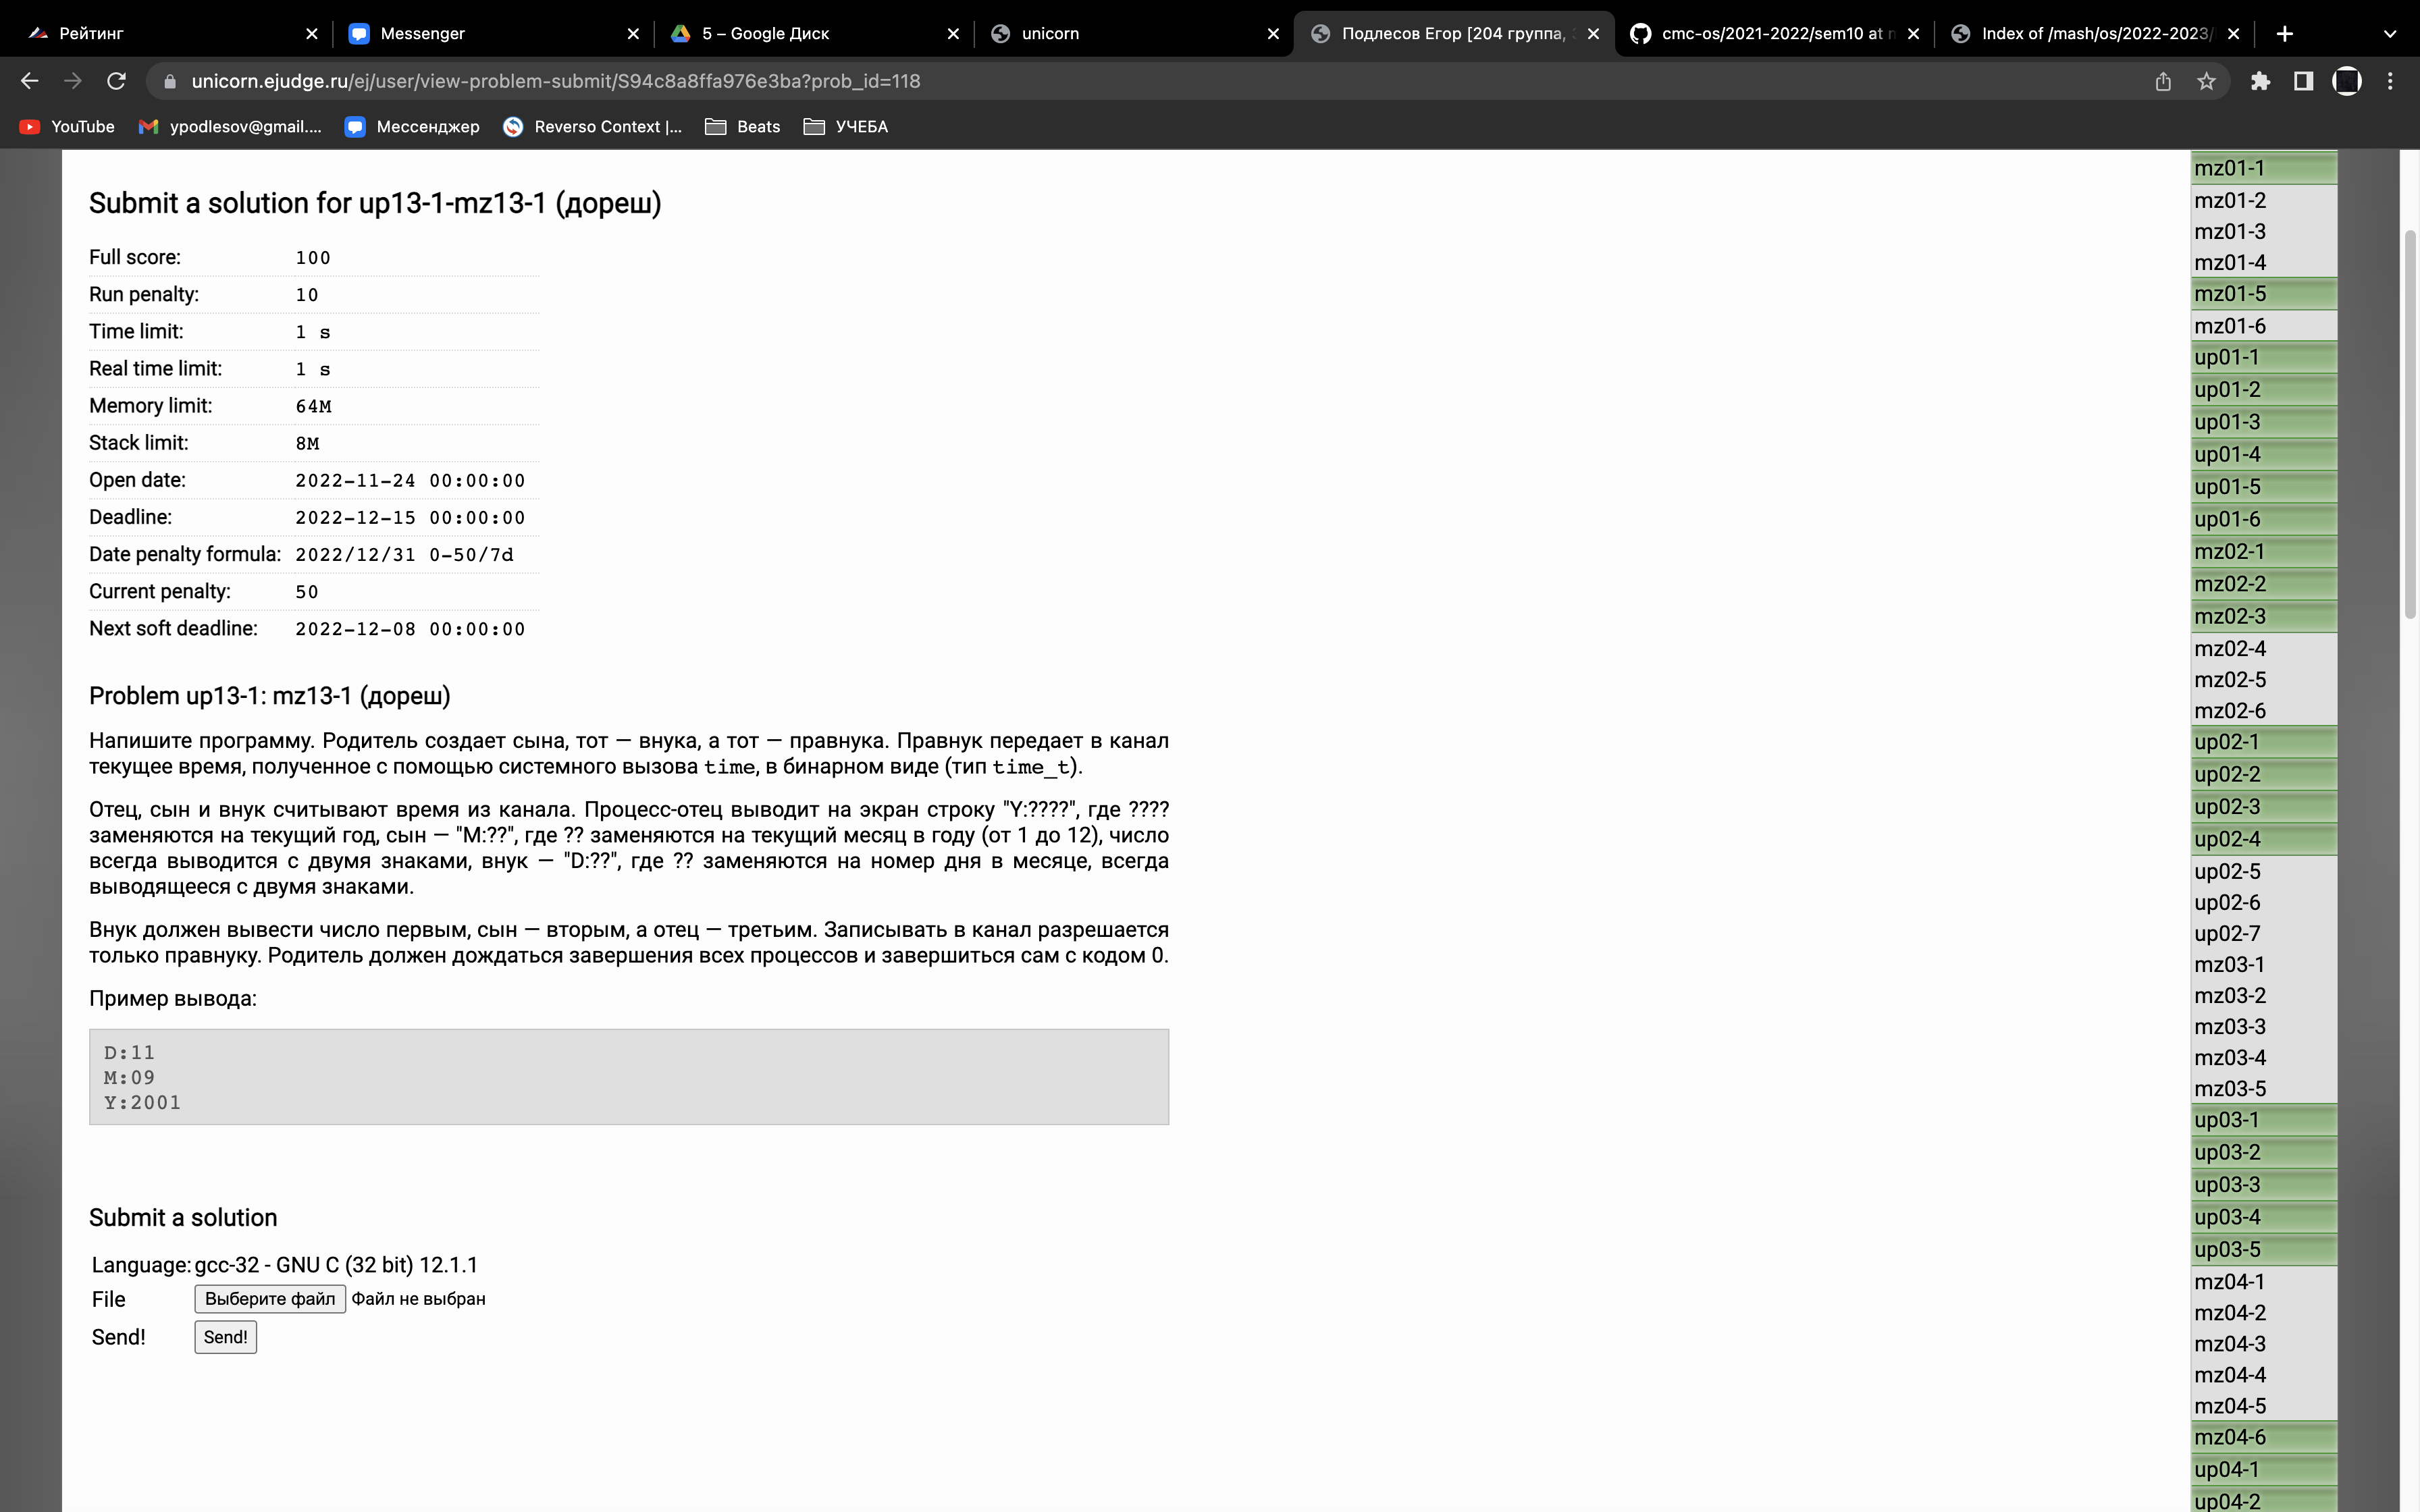 Рейтинг
Messenger
5 – Google Диск
unicorn
Подлесов Егор [204 группа,
cmc-os/2021-2022/sem10 at
Index of /mash/os/2022-2023/
unicorn.ejudge.ru/ej/user/view-problem-submit/S94c8a8ffa976e3ba?prob_id=118
YouTube
ypodlesov@gmail....
Мессенджер
Reverso Context |...
Beats
УЧЕБА
Submit a solution for up13-1-mz13-1 (дореш)
Full score: 100
Run penalty: 10
Time limit: 1 s
Real time limit: 1 s
Memory limit: 64M
Stack limit: 8M
Open date: 2022-11-24 00:00:00
Deadline: 2022-12-15 00:00:00
Date penalty formula: 2022/12/31 0-50/7d
Current penalty: 50
Next soft deadline: 2022-12-08 00:00:00
Problem up13-1: mz13-1 (дореш)
Напишите программу. Родитель создает сына, тот — внука, а тот — правнука. Правнук передает в канал
текущее время, полученное с помощью системного вызова time, в бинарном виде (тип time_t).
Отец, сын и внук считывают время из канала. Процесс-отец выводит на экран строку "Y:????", где ????
заменяются на текущий год, сын — "M:??", где ?? заменяются на текущий месяц в году (от 1 до 12), число
всегда выводится с двумя знаками, внук — "D:??", где ?? заменяются на номер дня в месяце, всегда
выводящееся с двумя знаками.
Внук должен вывести число первым, сын — вторым, а отец — третьим. Записывать в канал разрешается
только правнуку. Родитель должен дождаться завершения всех процессов и завершиться сам с кодом 0.
Пример вывода:
D:11
M:09
Y:2001
Submit a solution
Language: gcc-32 - GNU C (32 bit) 12.1.1
File Выберите файл Файл не выбран
Send! Send!
mz01-1
mz01-2
mz01-3
mz01-4
mz01-5
mz01-6
up01-1
up01-2
up01-3
up01-4
up01-5
up01-6
mz02-1
mz02-2
mz02-3
mz02-4
mz02-5
mz02-6
up02-1
up02-2
up02-3
up02-4
up02-5
up02-6
up02-7
mz03-1
mz03-2
mz03-3
mz03-4
mz03-5
up03-1
up03-2
up03-3
up03-4
up03-5
mz04-1
mz04-2
mz04-3
mz04-4
mz04-5
mz04-6
up04-1
up04-2